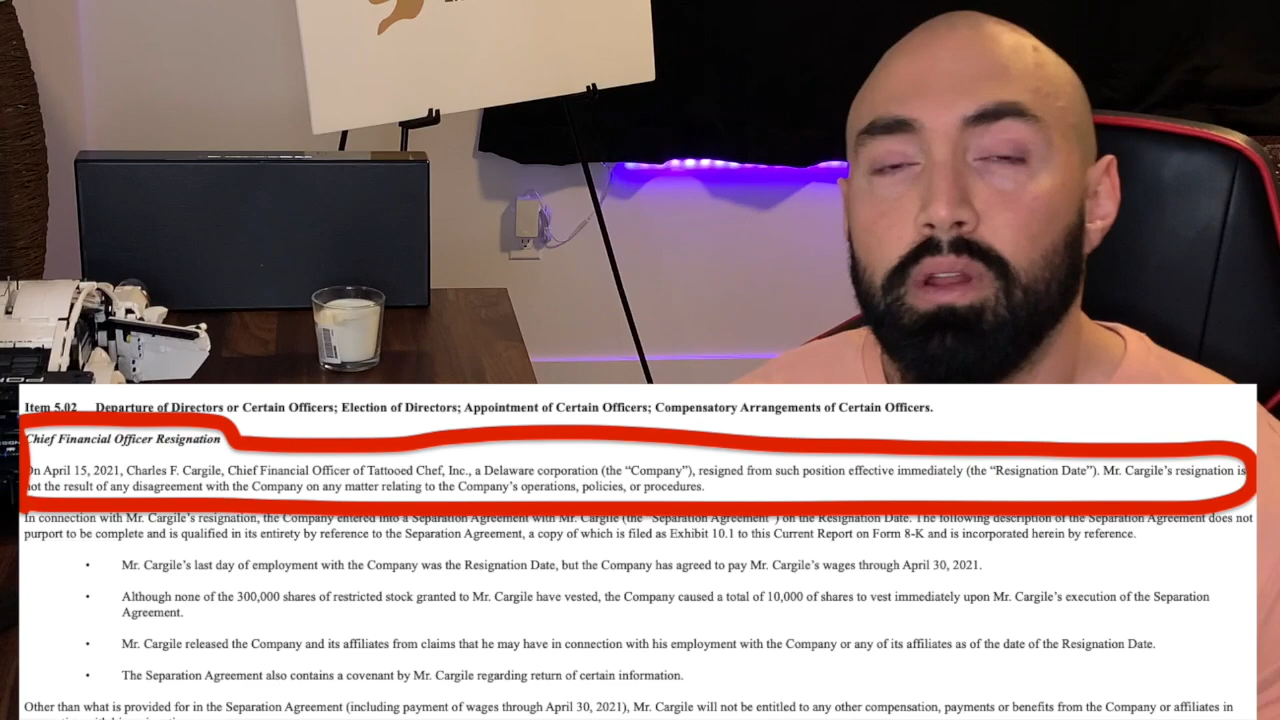 Item 5.02 Departure of Directors or Certain Officers; Election of Directors; Appointment of Certain Officers; Compensatory Arrangements of Certain Officers.
Chief Financial Officer Resignation
On April 15, 2021, Charles F. Cargile, Chief Financial Officer of Tattooed Chef, Inc., a Delaware corporation (the “Company”), resigned from such position effective immediately (the “Resignation Date”). Mr. Cargile’s resignation is
not the result of any disagreement with the Company on any matter relating to the Company’s operations, policies, or procedures.
In connection with Mr. Cargile’s resignation, the Company entered into a Separation Agreement with Mr. Cargile (the “Separation Agreement”) on the Resignation Date. The following description of the Separation Agreement does not
purport to be complete and is qualified in its entirety by reference to the Separation Agreement, a copy of which is filed as Exhibit 10.1 to this Current Report on Form 8-K and is incorporated herein by reference.
• Mr. Cargile’s last day of employment with the Company was the Resignation Date, but the Company has agreed to pay Mr. Cargile’s wages through April 30, 2021.
• Although none of the 300,000 shares of restricted stock granted to Mr. Cargile have vested, the Company caused a total of 10,000 of shares to vest immediately upon Mr. Cargile’s execution of the Separation
Agreement.
• Mr. Cargile released the Company and its affiliates from claims that he may have in connection with his employment with the Company or any of its affiliates as of the date of the Resignation Date.
• The Separation Agreement also contains a covenant by Mr. Cargile regarding return of certain information.
Other than what is provided for in the Separation Agreement (including payment of wages through April 30, 2021), Mr. Cargile will not be entitled to any other compensation, payments or benefits from the Company or affiliates in